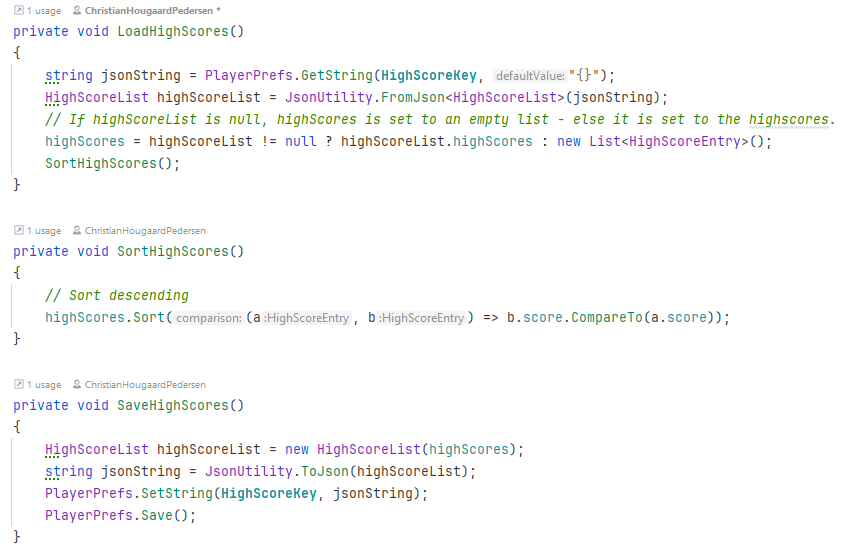 1 usage ChristianHougaardPedersen *
private void LoadHighScores()
{
string jsonString = PlayerPrefs.GetString(HighScoreKey, defaultValue: "{}");
HighScoreList highScoreList = JsonUtility.FromJson<HighScoreList>(jsonString);
// If highScoreList is null, highScores is set to an empty list - else it is set to the highscores.
highScores = highScoreList != null ? highScoreList.highScores : new List<HighScoreEntry>();
SortHighScores();
}
1 usage ChristianHougaardPedersen
private void SortHighScores()
{
// Sort descending
highScores.Sort( comparison: (a :HighScoreEntry , b :HighScoreEntry ) => b.score.CompareTo(a.score));
}
1 usage ChristianHougaardPedersen
private void SaveHighScores()
{
HighScoreList highScoreList = new HighScoreList(highScores);
string jsonString = JsonUtility.ToJson(highScoreList);
PlayerPrefs.SetString(HighScoreKey, jsonString);
PlayerPrefs.Save();
}